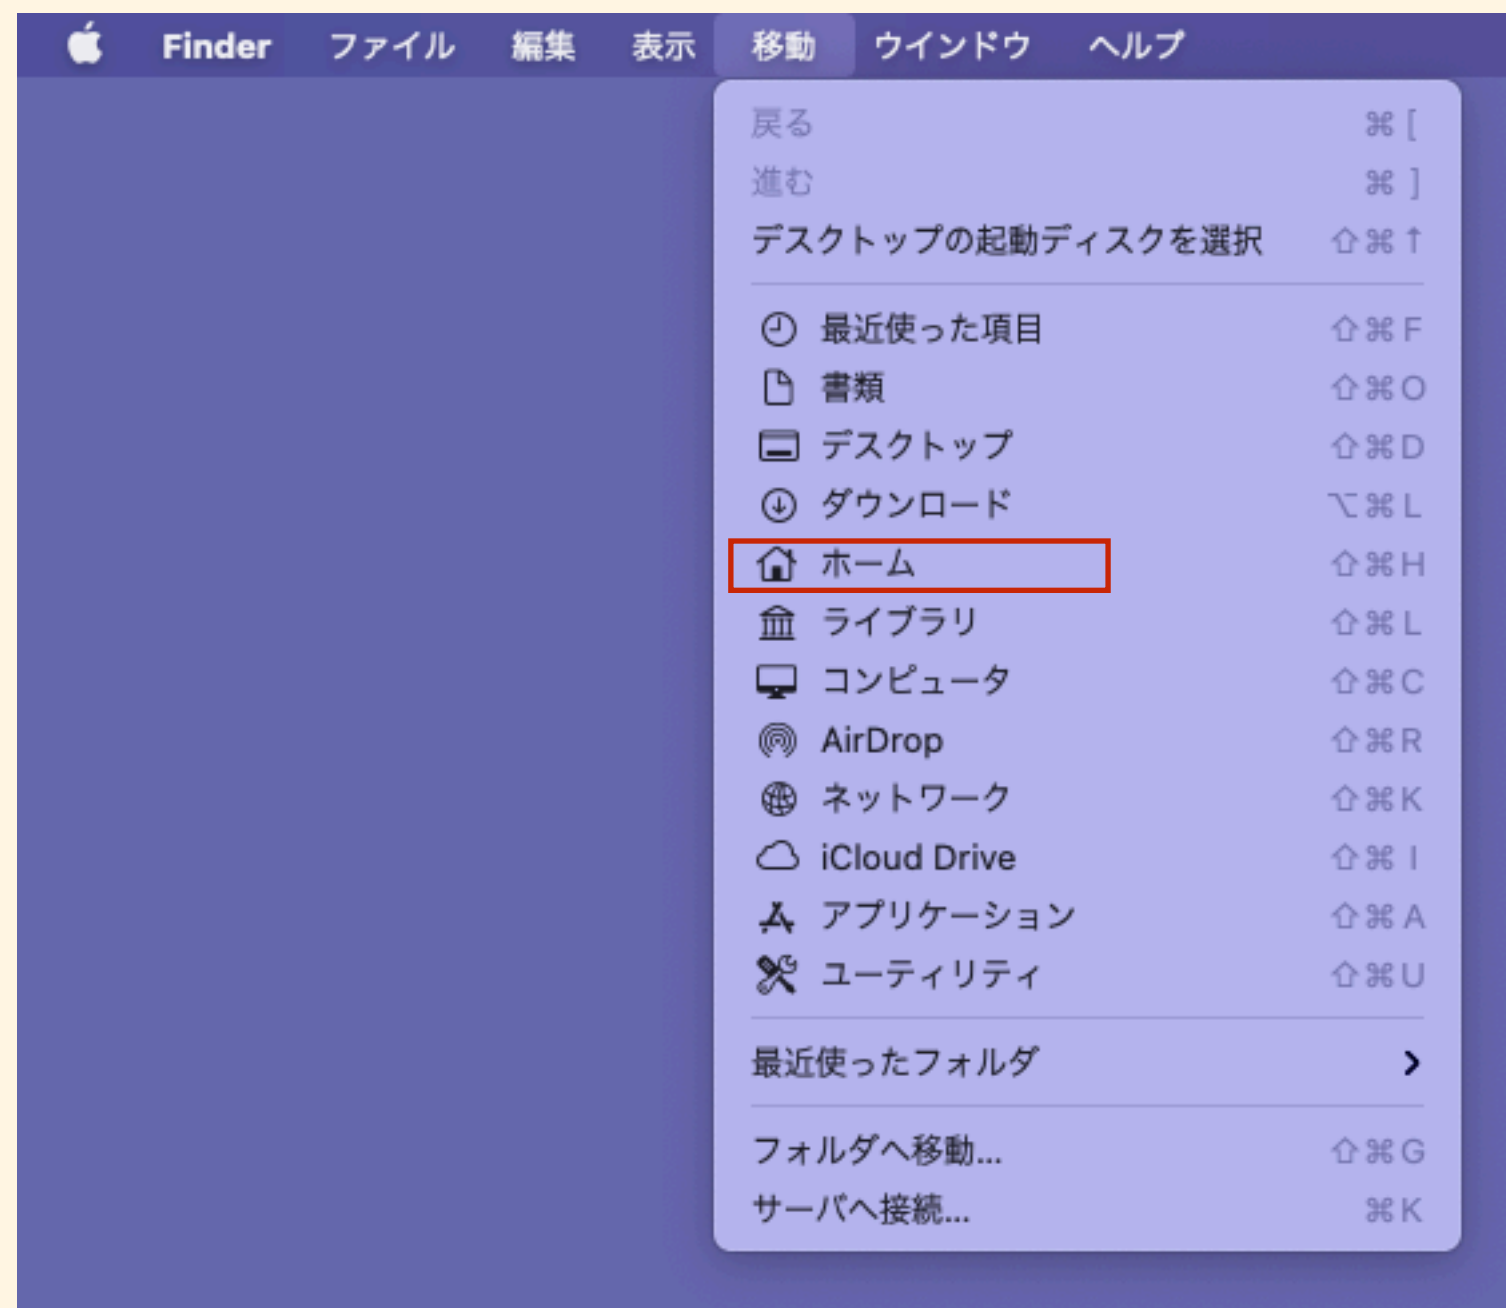 Finder ファイル 編集 表示 移動 ウインドウ ヘルプ
戻る ⌘ [
進む ⌘ ]
デスクトップの起動ディスクを選択 ⇧⌘↑
最近使った項目 ⇧⌘F
書類 ⇧⌘O
デスクトップ ⇧⌘D
ダウンロード ⌥⌘L
ホーム ⇧⌘H
ライブラリ ⇧⌘L
コンピュータ ⇧⌘C
AirDrop ⇧⌘R
ネットワーク ⇧⌘K
iCloud Drive ⇧⌘I
アプリケーション ⇧⌘A
ユーティリティ ⇧⌘U
最近使ったフォルダ
フォルダへ移動... ⇧⌘G
サーバへ接続... ⌘K